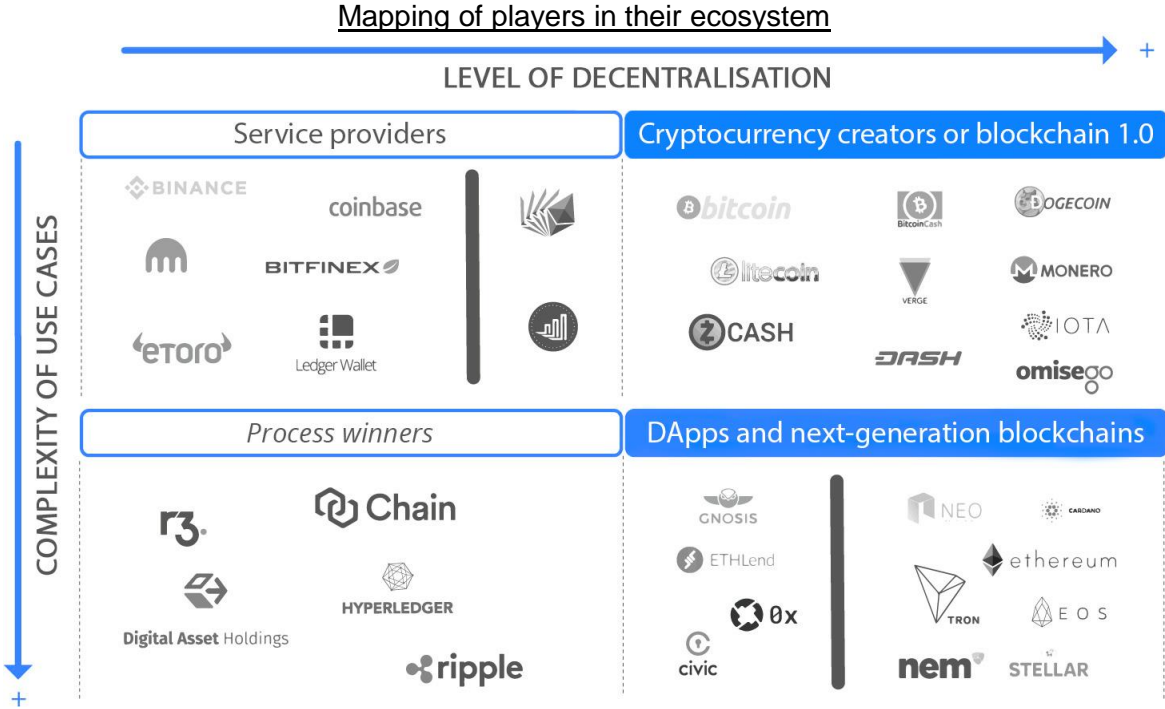 Mapping of players in their ecosystem
+
LEVEL OF DECENTRALISATION
COMPLEXITY OF USE CASES
+
Service providers
BINANCE
coinbase
BITFINEX
eToro
Ledger Wallet
Cryptocurrency creators or blockchain 1.0
bitcoin
BitcoinCash
DOGECOIN
litecoin
VERGE
MONERO
ZCASH
IOTA
DASH
omisego
Process winners
r3.
Chain
HYPERLEDGER
Digital Asset Holdings
ripple
DApps and next-generation blockchains
GNOSIS
ETHLend
0x
civic
NEO
CARDANO
ethereum
TRON
EOS
nem
STELLAR